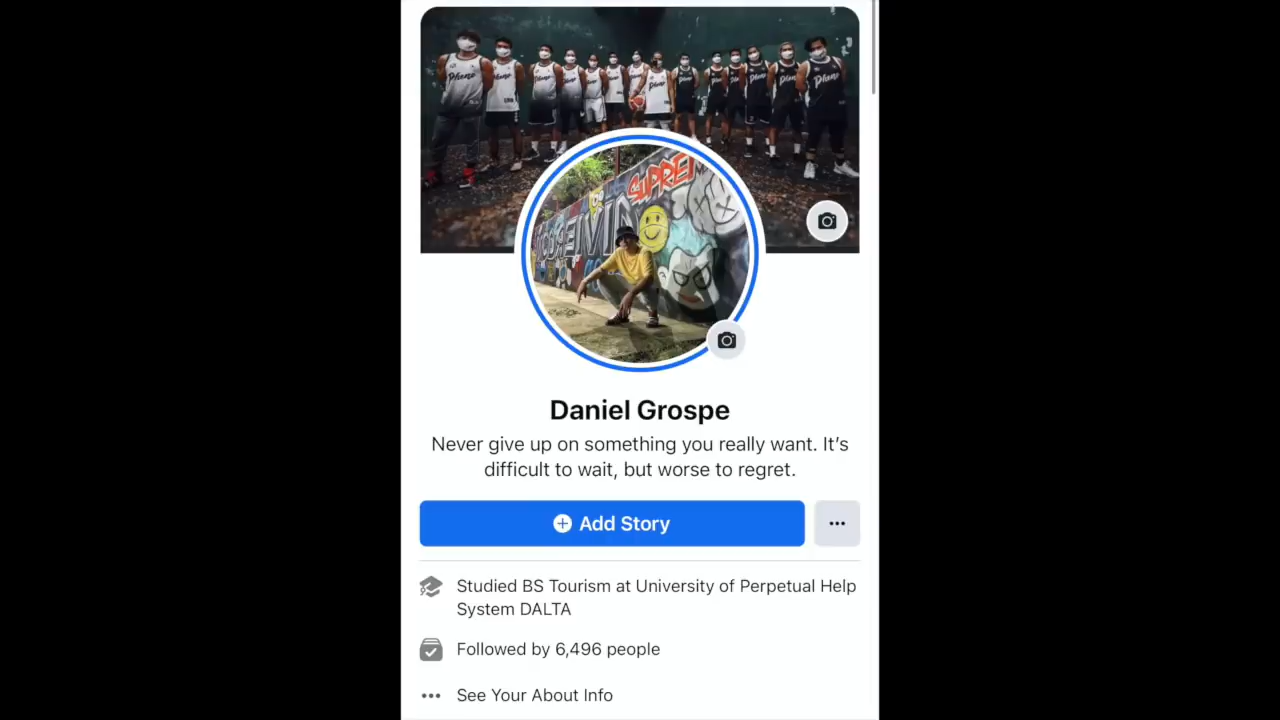 SUPREM
Daniel Grospe
Never give up on something you really want. It's
difficult to wait, but worse to regret.
Add Story
Studied BS Tourism at University of Perpetual Help
System DALTA
Followed by 6,496 people
See Your About Info